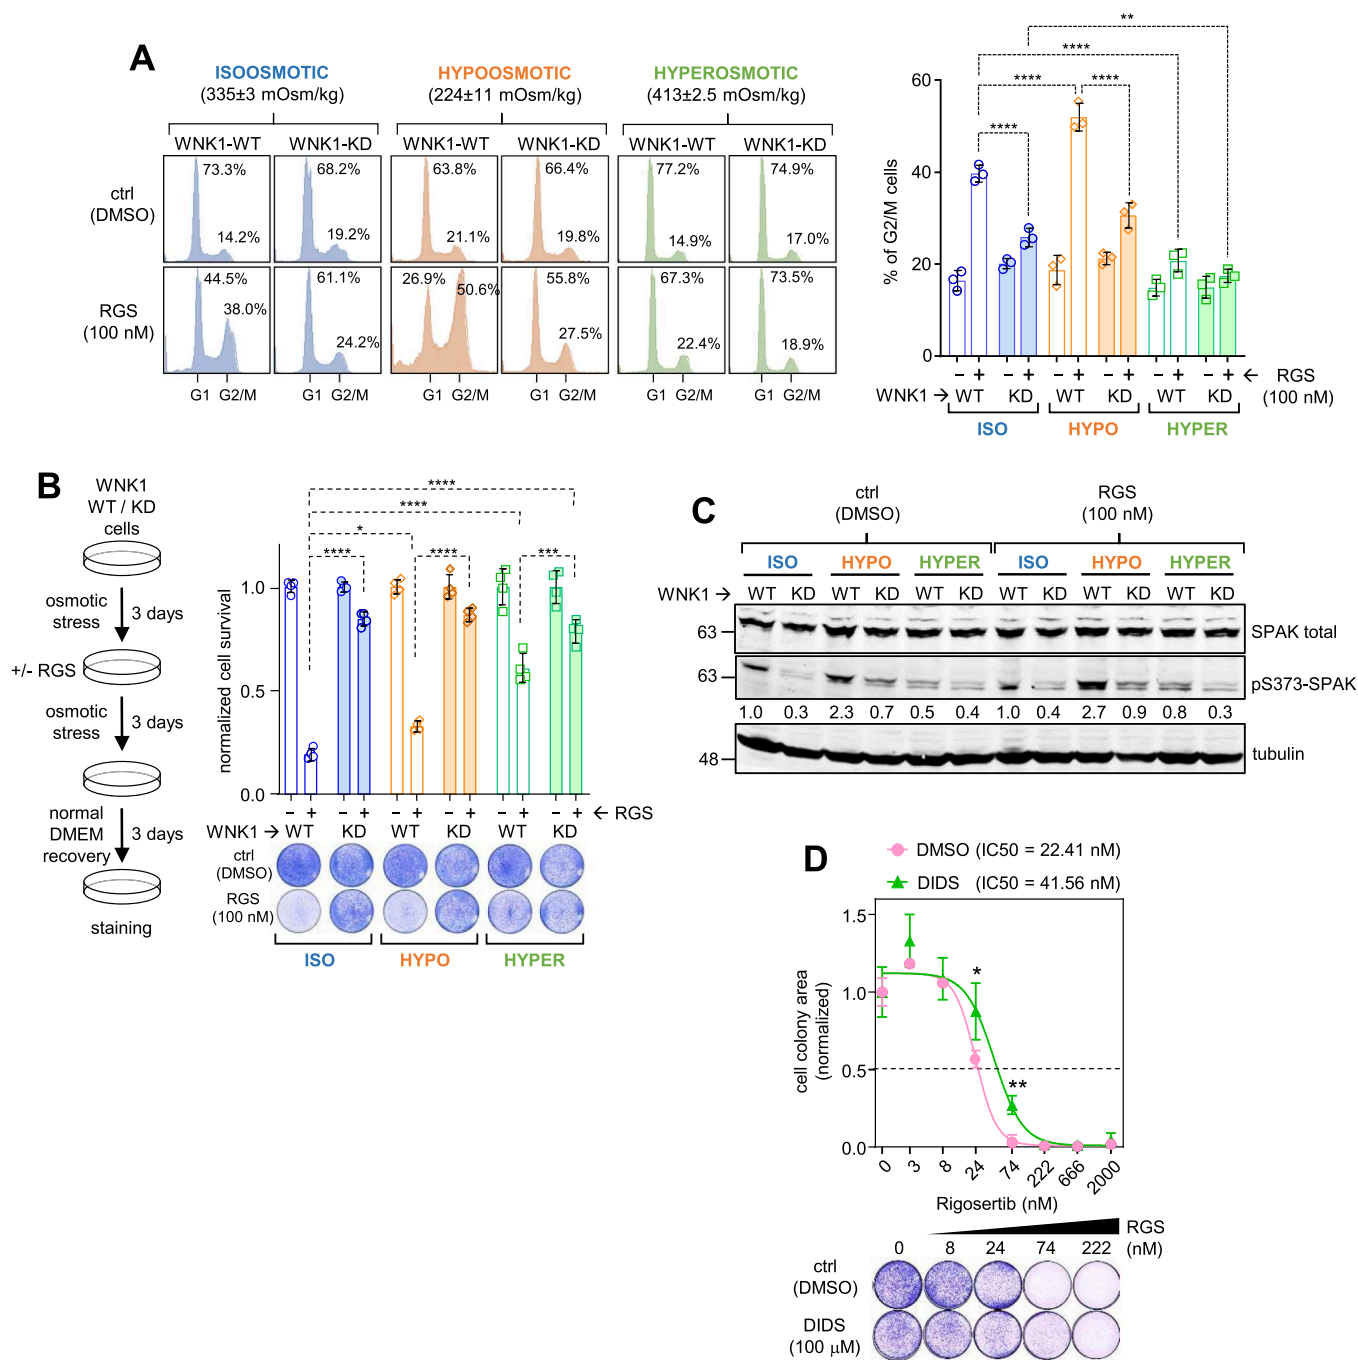 A
ISOOSMOTIC
(335±3 mOsm/kg)
HYPOOSMOTIC
(224±11 mOsm/kg)
HYPEROSMOTIC
(413±2.5 mOsm/kg)
WNK1-WT WNK1-KD WNK1-WT WNK1-KD WNK1-WT WNK1-KD
ctrl
(DMSO)
73.3% 68.2% 63.8% 66.4% 77.2% 74.9%
14.2% 19.2% 21.1% 19.8% 14.9% 17.0%
RGS
(100 nM)
44.5% 61.1% 26.9% 55.8% 67.3% 73.5%
38.0% 24.2% 50.6% 27.5% 22.4% 18.9%
G1 G2/M G1 G2/M G1 G2/M G1 G2/M G1 G2/M G1 G2/M
**
****
**** ****
****
% of G2/M cells
60
40
20
0
− + − + − + − + − + − + ← RGS
(100 nM)
WNK1 → WT KD WT KD WT KD
ISO HYPO HYPER
B
WNK1
WT / KD
cells
osmotic
stress
3 days
+/- RGS
osmotic
stress
3 days
normal
DMEM
recovery
3 days
staining
****
****
*
**** **** ***
normalized cell survival
1.0
0.5
0.0
− + − + − + − + − + − + ← RGS
WNK1 → WT KD WT KD WT KD
ctrl
(DMSO)
RGS
(100 nM)
ISO HYPO HYPER
C
ctrl
(DMSO)
RGS
(100 nM)
ISO HYPO HYPER ISO HYPO HYPER
WNK1 → WT KD WT KD WT KD WT KD WT KD WT KD
63 SPAK total
63 pS373-SPAK
1.0 0.3 2.3 0.7 0.5 0.4 1.0 0.4 2.7 0.9 0.8 0.3
48 tubulin
D
DMSO (IC50 = 22.41 nM)
DIDS (IC50 = 41.56 nM)
cell colony area
(normalized)
1.5
1.0
0.5
0.0
*
**
0 3 8 24 74 222 666 2000
Rigosertib (nM)
RGS
(nM)
0 8 24 74 222
ctrl
(DMSO)
DIDS
(100 µM)